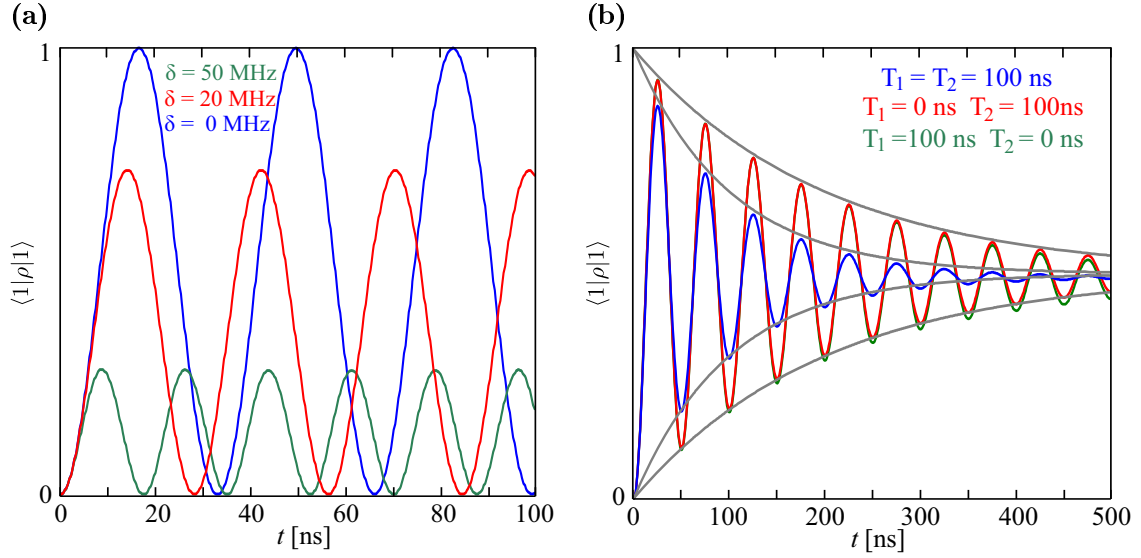 (a)
(b)
1
δ = 50 MHz
δ = 20 MHz
δ = 0 MHz
⟨1|ρ|1⟩
0
0 20 40 60 80 100
t [ns]
1
T₁ = T₂ = 100 ns
T₁ = 0 ns T₂ = 100ns
T₁ =100 ns T₂ = 0 ns
⟨1|ρ|1⟩
0
0 100 200 300 400 500
t [ns]